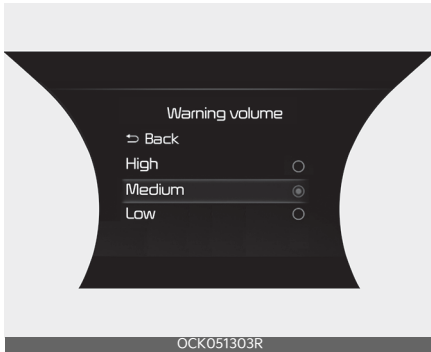 Warning volume
Back
High
Medium
Low
OCK051303R